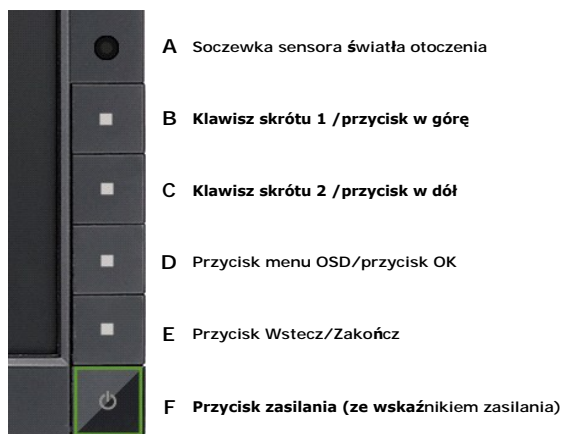 A Soczewka sensora światła otoczenia
B Klawisz skrótu 1 /przycisk w górę
C Klawisz skrótu 2 /przycisk w dół
D Przycisk menu OSD/przycisk OK
E Przycisk Wstecz/Zakończ
F Przycisk zasilania (ze wskaźnikiem zasilania)